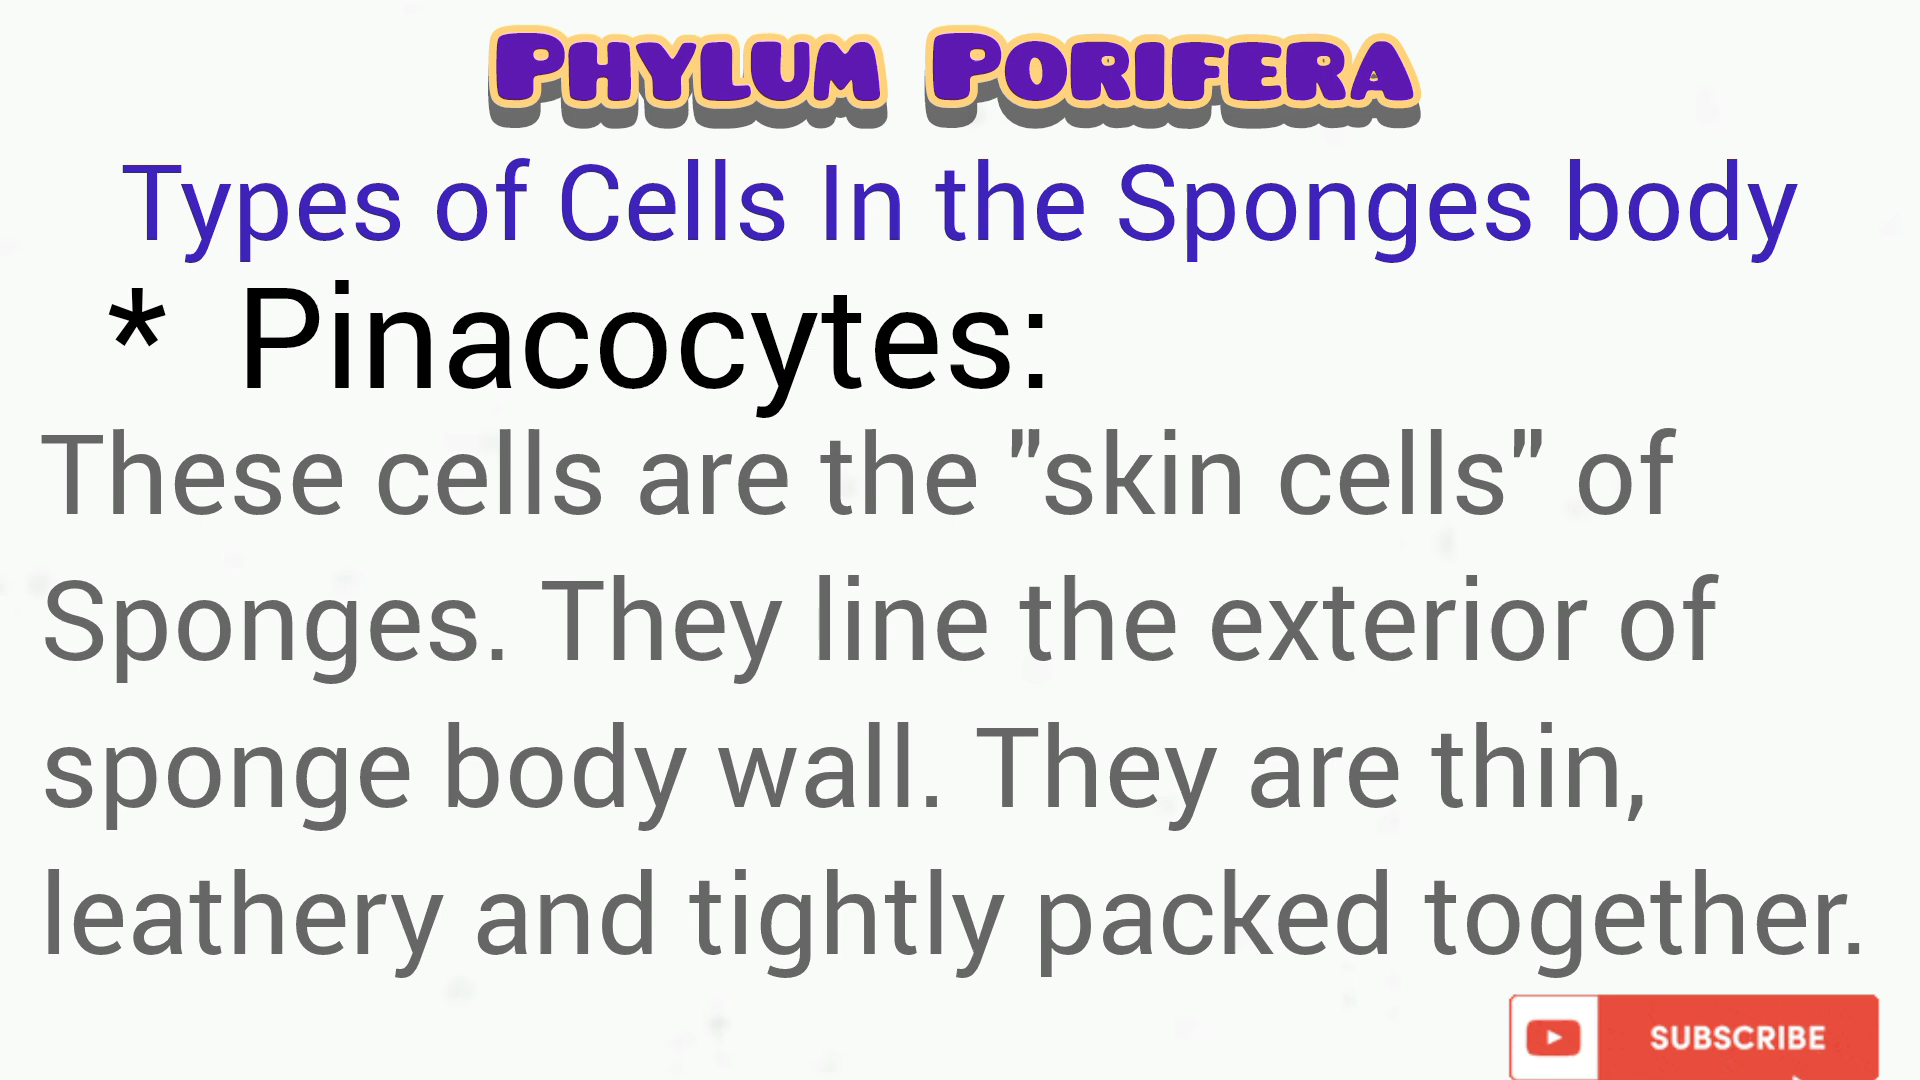 PHYLUM PORIFERA
Types of Cells In the Sponges body
* Pinacocytes:
These cells are the "skin cells" of
Sponges. They line the exterior of
sponge body wall. They are thin,
leathery and tightly packed together.
SUBSCRIBE